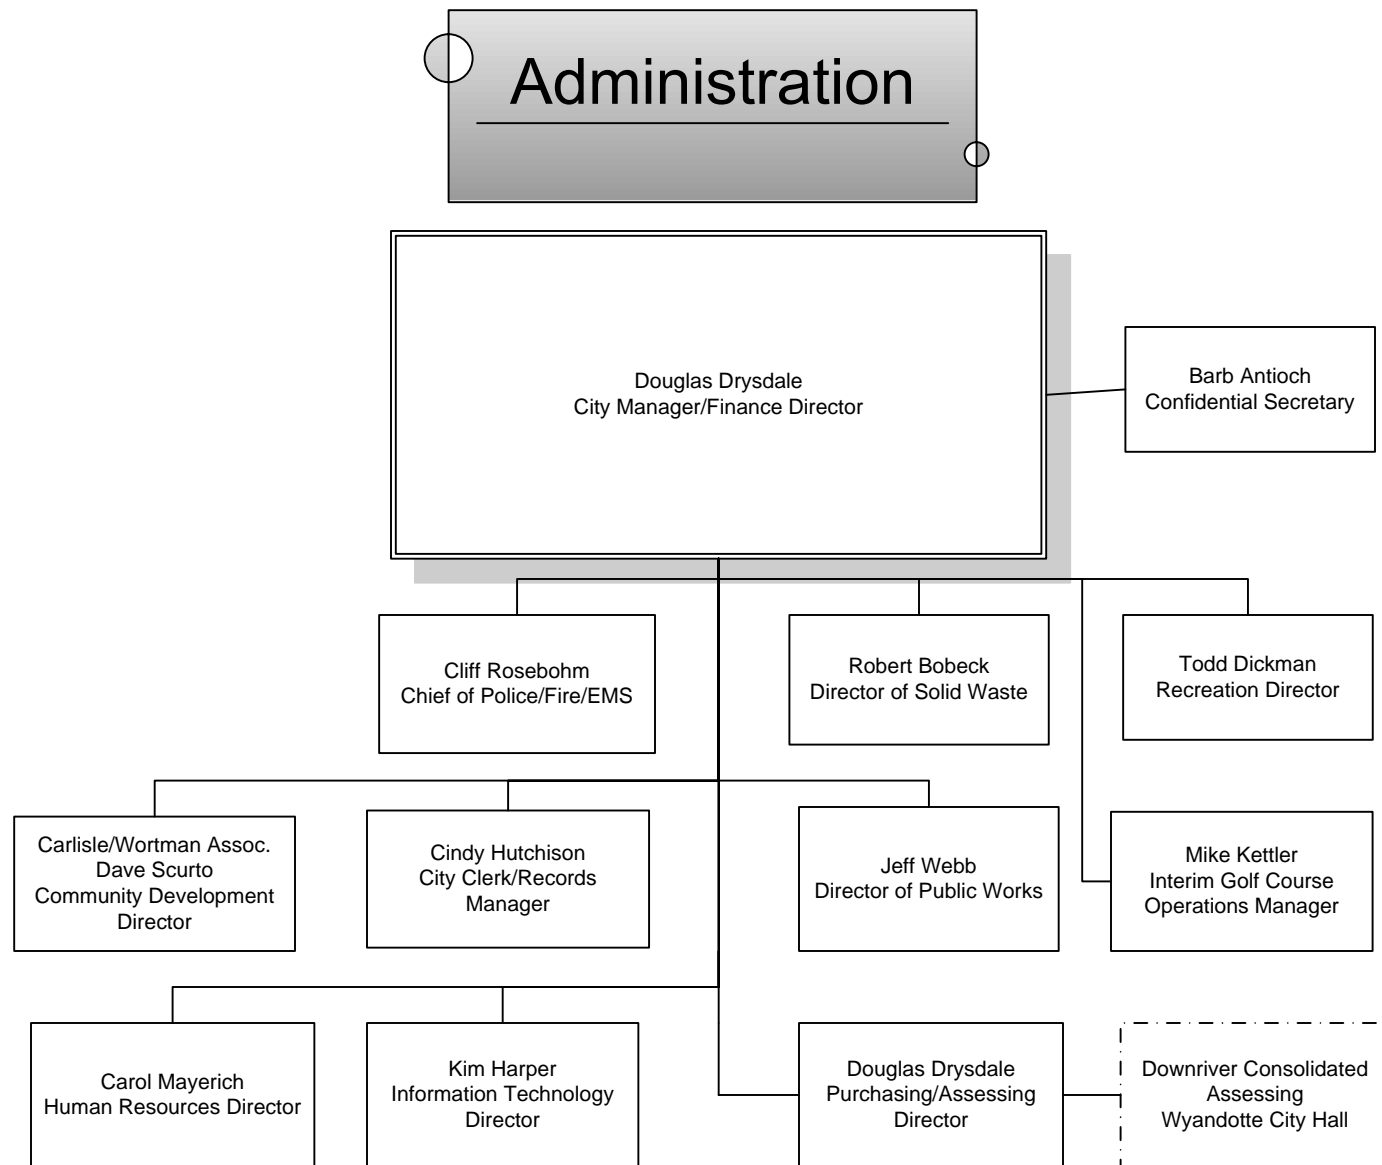 Administration
Douglas Drysdale
City Manager/Finance Director
Barb Antioch
Confidential Secretary
Cliff Rosebohm
Chief of Police/Fire/EMS
Robert Bobeck
Director of Solid Waste
Todd Dickman
Recreation Director
Carlisle/Wortman Assoc.
Dave Scurto
Community Development
Director
Cindy Hutchison
City Clerk/Records
Manager
Jeff Webb
Director of Public Works
Mike Kettler
Interim Golf Course
Operations Manager
Carol Mayerich
Human Resources Director
Kim Harper
Information Technology
Director
Douglas Drysdale
Purchasing/Assessing
Director
Downriver Consolidated
Assessing
Wyandotte City Hall